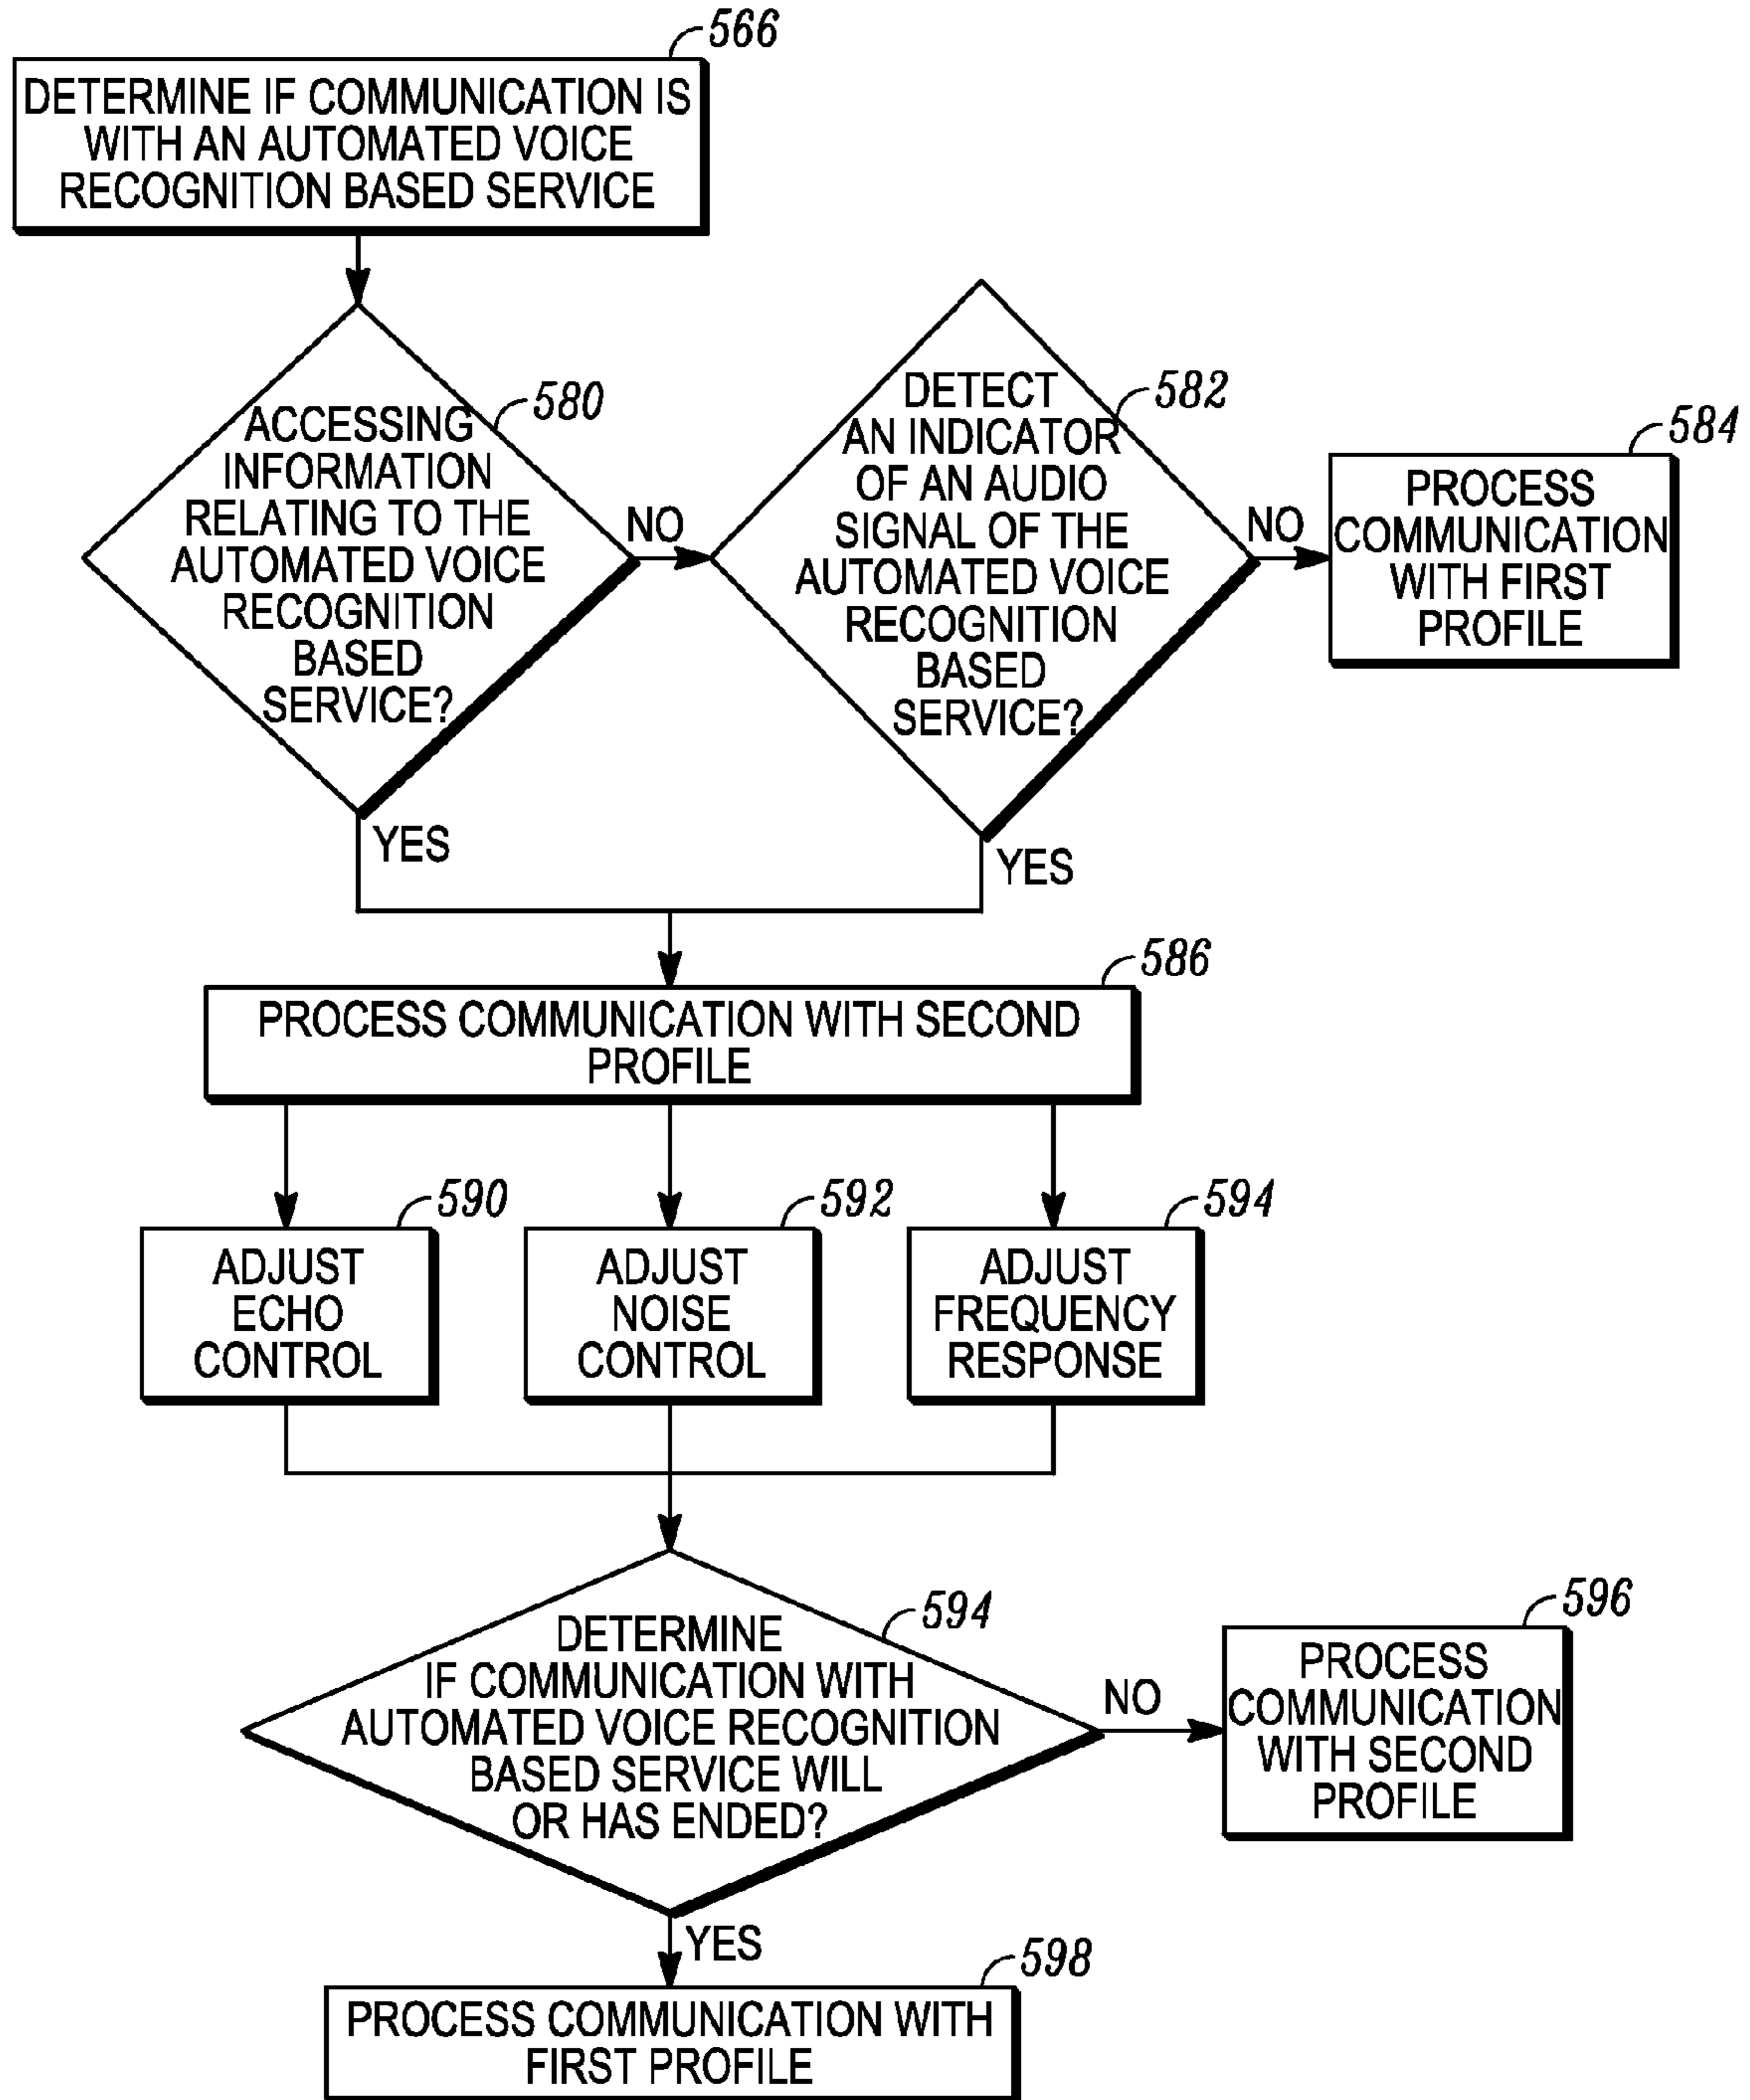 566
DETERMINE IF COMMUNICATION IS
WITH AN AUTOMATED VOICE
RECOGNITION BASED SERVICE
580
ACCESSING
INFORMATION
RELATING TO THE
AUTOMATED VOICE
RECOGNITION
BASED
SERVICE?
NO
YES
582
DETECT
AN INDICATOR
OF AN AUDIO
SIGNAL OF THE
AUTOMATED VOICE
RECOGNITION
BASED
SERVICE?
NO
YES
584
PROCESS
COMMUNICATION
WITH FIRST
PROFILE
586
PROCESS COMMUNICATION WITH SECOND
PROFILE
590
ADJUST
ECHO
CONTROL
592
ADJUST
NOISE
CONTROL
594
ADJUST
FREQUENCY
RESPONSE
594
DETERMINE
IF COMMUNICATION WITH
AUTOMATED VOICE RECOGNITION
BASED SERVICE WILL
OR HAS ENDED?
NO
596
PROCESS
COMMUNICATION
WITH SECOND
PROFILE
YES
598
PROCESS COMMUNICATION WITH
FIRST PROFILE